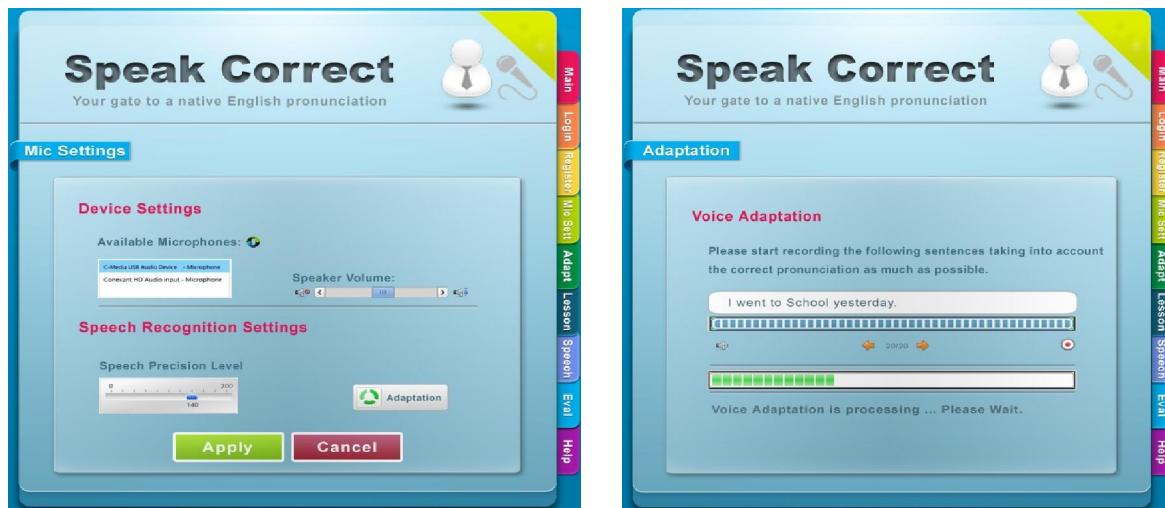 Speak Correct
Your gate to a native English pronunciation
Mic Settings
Device Settings
Available Microphones:
C-Media USB Audio Device - Microphone
Conexant HD Audio input - Microphone
Speaker Volume:
Speech Recognition Settings
Speech Precision Level
0 200
140
Adaptation
Apply Cancel
Main
Login
Register
Mic Sett
Adapt
Lesson
Speech
Eval
Help
Speak Correct
Your gate to a native English pronunciation
Adaptation
Voice Adaptation
Please start recording the following sentences taking into account
the correct pronunciation as much as possible.
I went to School yesterday.
20/20
Voice Adaptation is processing ... Please Wait.
Main
Login
Register
Mic Sett
Adapt
Lesson
Speech
Eval
Help